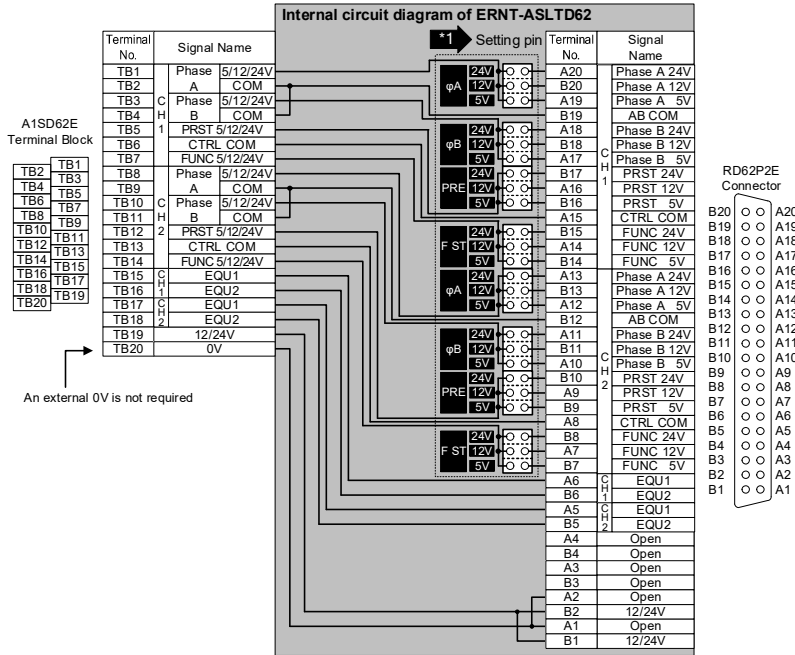 Internal circuit diagram of ERNT-ASLTD62
*1 Setting pin
Terminal No. Signal Name
TB1 Phase A 5/12/24V
TB2 COM
TB3 Phase B 5/12/24V
TB4 COM
TB5 PRST 5/12/24V
TB6 CTRL COM
TB7 FUNC 5/12/24V
CH1
TB8 Phase A 5/12/24V
TB9 COM
TB10 Phase B 5/12/24V
TB11 COM
TB12 PRST 5/12/24V
TB13 CTRL COM
TB14 FUNC 5/12/24V
CH2
TB15 CH1 EQU1
TB16 EQU2
TB17 CH2 EQU1
TB18 EQU2
TB19 12/24V
TB20 0V
A1SD62E
Terminal Block
TB1
TB2
TB3
TB4
TB5
TB6
TB7
TB8
TB9
TB10
TB11
TB12
TB13
TB14
TB15
TB16
TB17
TB18
TB19
TB20
An external 0V is not required
φA 24V 12V 5V
φB 24V 12V 5V
PRE 24V 12V 5V
F ST 24V 12V 5V
φA 24V 12V 5V
φB 24V 12V 5V
PRE 24V 12V 5V
F ST 24V 12V 5V
Terminal No. Signal Name
A20 Phase A 24V
B20 Phase A 12V
A19 Phase A 5V
B19 AB COM
A18 Phase B 24V
B18 Phase B 12V
A17 Phase B 5V
B17 PRST 24V
A16 PRST 12V
B16 PRST 5V
A15 CTRL COM
B15 FUNC 24V
A14 FUNC 12V
B14 FUNC 5V
CH1
A13 Phase A 24V
B13 Phase A 12V
A12 Phase A 5V
B12 AB COM
A11 Phase B 24V
B11 Phase B 12V
A10 Phase B 5V
B10 PRST 24V
A9 PRST 12V
B9 PRST 5V
A8 CTRL COM
B8 FUNC 24V
A7 FUNC 12V
B7 FUNC 5V
CH2
A6 CH1 EQU1
B6 EQU2
A5 CH2 EQU1
B5 EQU2
A4 Open
B4 Open
A3 Open
B3 Open
A2 Open
B2 12/24V
A1 Open
B1 12/24V
RD62P2E
Connector
B20 A20
B19 A19
B18 A18
B17 A17
B16 A16
B15 A15
B14 A14
B13 A13
B12 A12
B11 A11
B10 A10
B9 A9
B8 A8
B7 A7
B6 A6
B5 A5
B4 A4
B3 A3
B2 A2
B1 A1